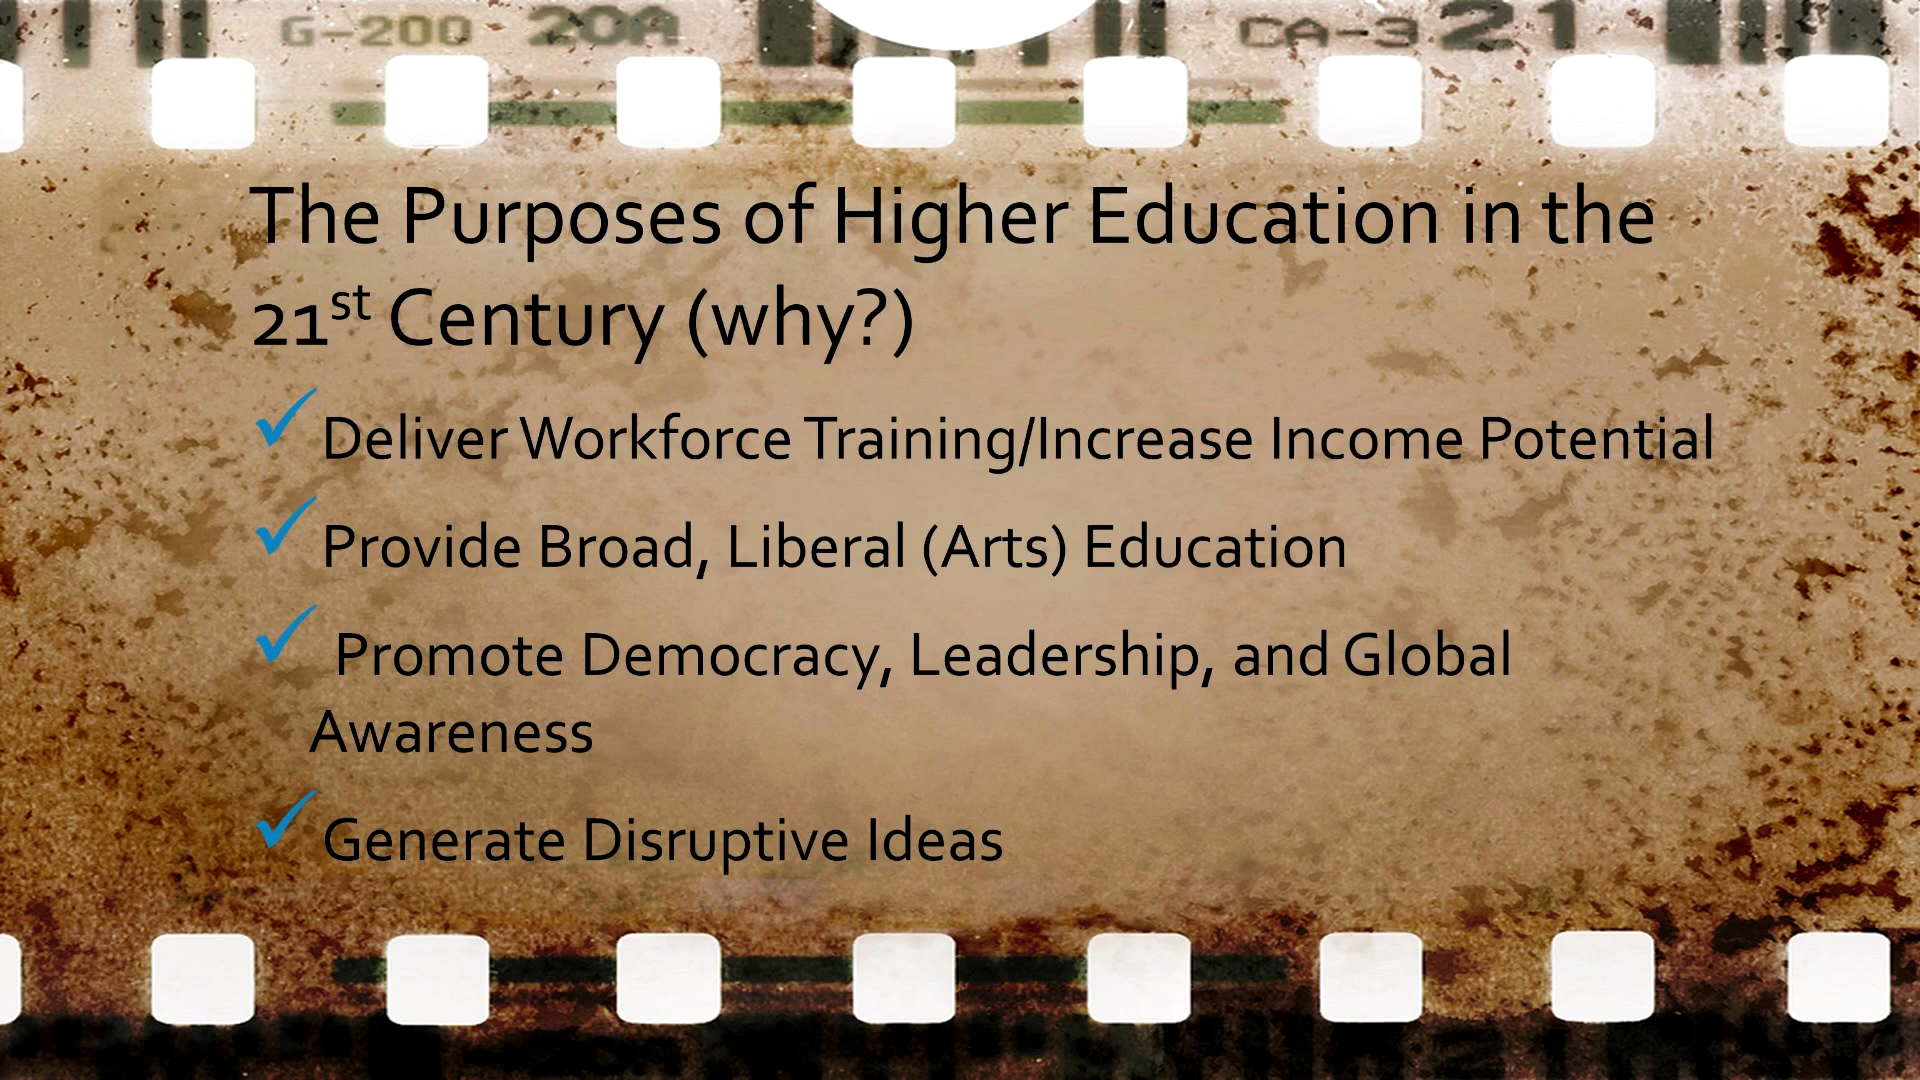 G-200 20A CA-3 21
The Purposes of Higher Education in the
21st Century (why?)
✓Deliver Workforce Training/Increase Income Potential
✓Provide Broad, Liberal (Arts) Education
✓ Promote Democracy, Leadership, and Global
Awareness
✓Generate Disruptive Ideas